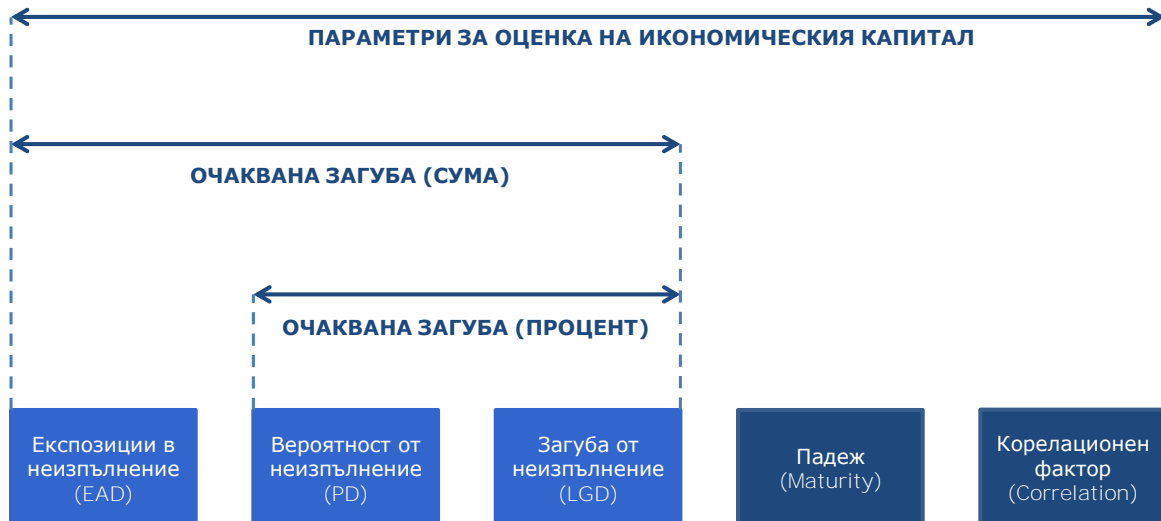 ПАРАМЕТРИ ЗА ОЦЕНКА НА ИКОНОМИЧЕСКИЯ КАПИТАЛ
ОЧАКВАНА ЗАГУБА (СУМА)
ОЧАКВАНА ЗАГУБА (ПРОЦЕНТ)
Експозиции в
неизпълнение
(EAD)
Вероятност от
неизпълнение
(PD)
Загуба от
неизпълнение
(LGD)
Падеж
(Maturity)
Корелационен
фактор
(Correlation)